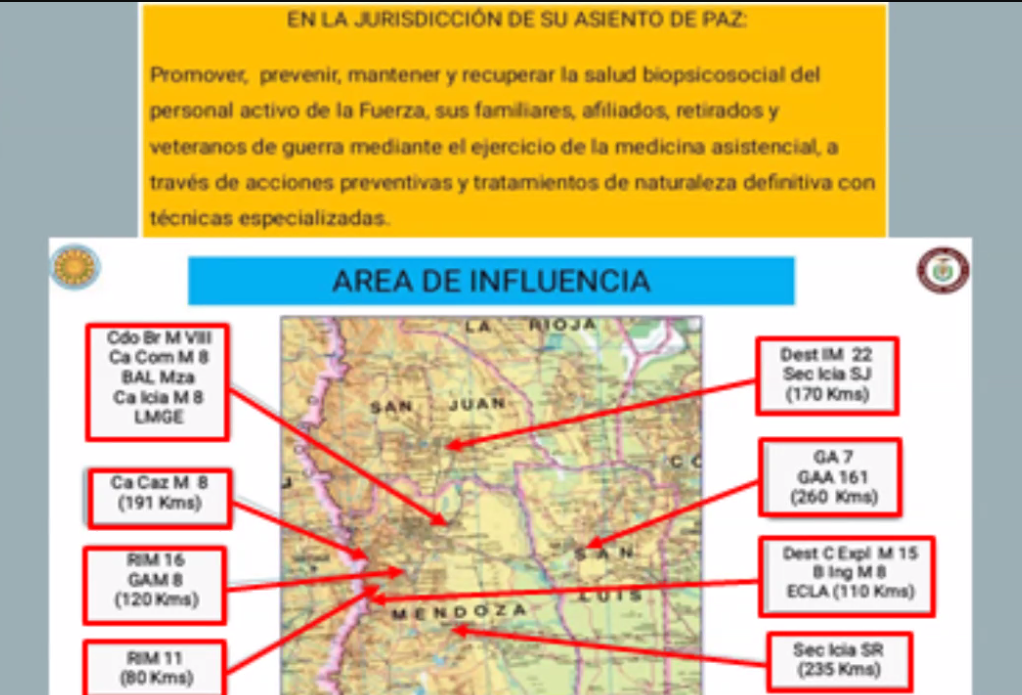 EN LA JURISDICCIÓN DE SU ASIENTO DE PAZ:
Promover, prevenir, mantener y recuperar la salud biopsicosocial del
personal activo de la Fuerza, sus familiares, afiliados, retirados y
veteranos de guerra mediante el ejercicio de la medicina asistencial, a
través de acciones preventivas y tratamientos de naturaleza definitiva con
técnicas especializadas.
AREA DE INFLUENCIA
Cdo Br M VIII
Ca Com M 8
BAL Mza
Ca Icia M 8
LMGE
Ca Caz M 8
(191 Kms)
RIM 16
GAM 8
(120 Kms)
RIM 11
(80 Kms)
LA RIOJA
SAN JUAN
CO
SAN
LUIS
MENDOZA
Dest IM 22
Sec Icia SJ
(170 Kms)
GA 7
GAA 161
(260 Kms)
Dest C Expl M 15
B Ing M 8
ECLA (110 Kms)
Sec Icia SR
(235 Kms)